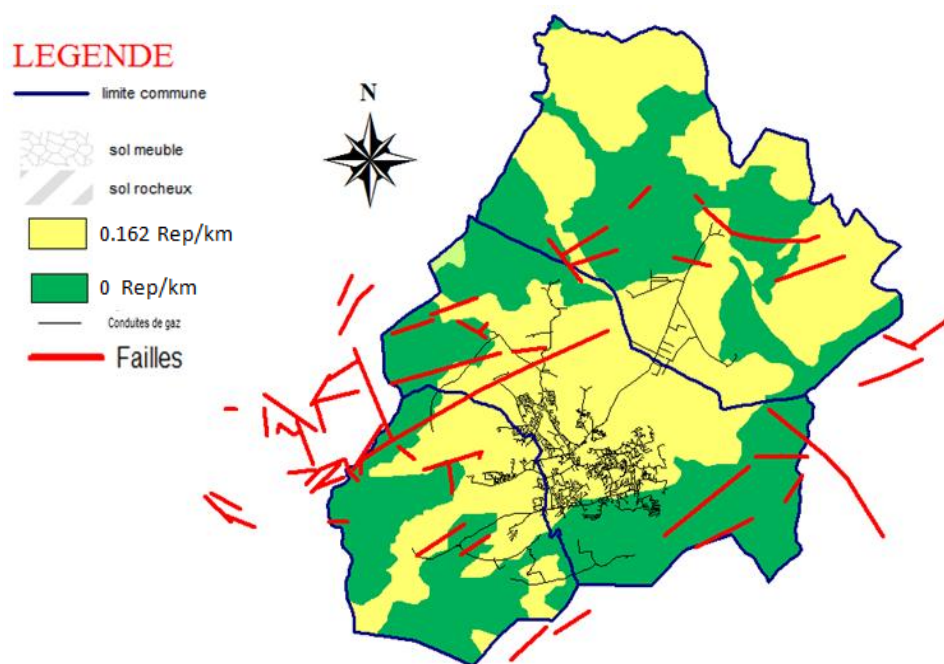 LEGENDE
limite commune
sol meuble
sol rocheux
0.162 Rep/km
0 Rep/km
Conduites de gaz
Failles
N